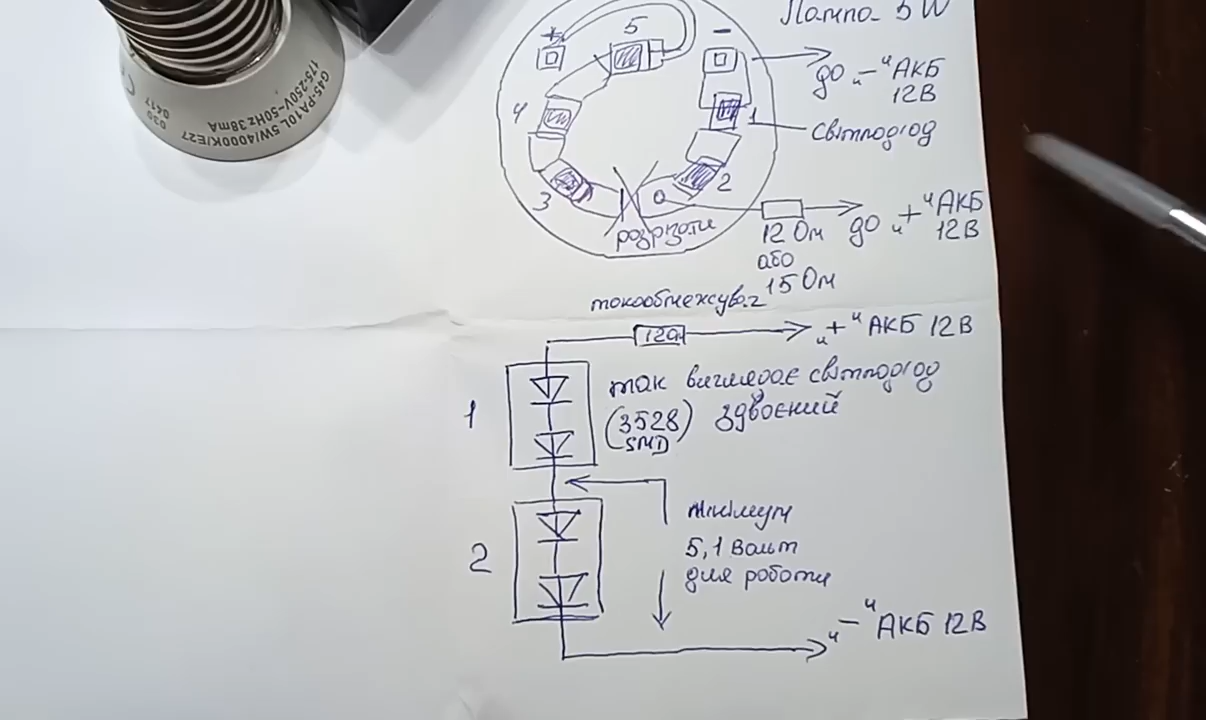 G45-PA10L 5W/4000K/E27
175-250V~50Hz 38mA
0417
Лампа 5W
+
5
-
до "-" АКБ
12В
4
1
світлодіод
3
2
розрізати
12 Ом
або
15 Ом
до "+" АКБ
12В
12Ом
"+" АКБ 12В
1
так виглядає світлодіод
(3528) здвоєний
SMD
2
мінімум
5,1 Вольт
для роботи
"-" АКБ 12В